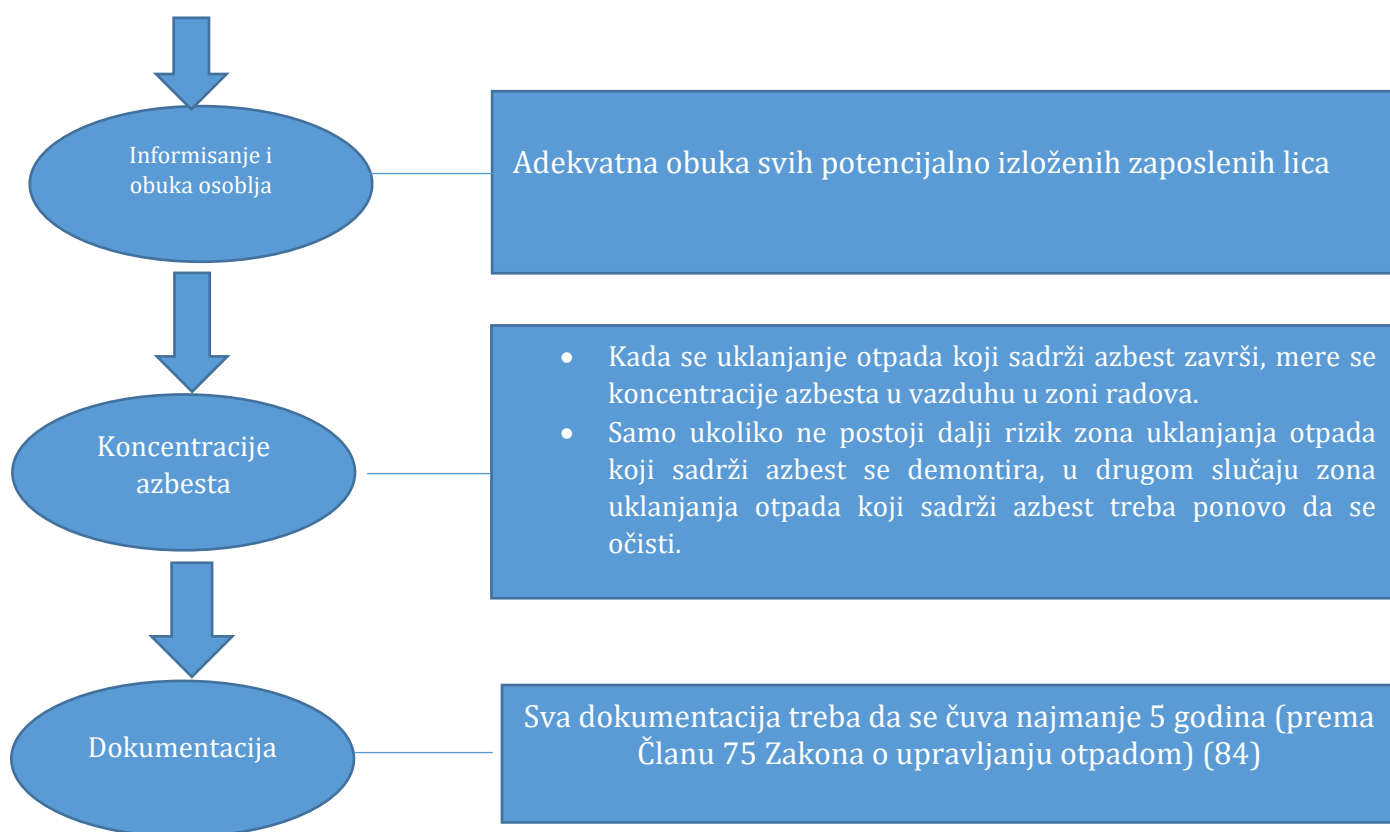 Informisanje i
obuka osoblja
Adekvatna obuka svih potencijalno izloženih zaposlenih lica
Koncentracije
azbesta
• Kada se uklanjanje otpada koji sadrži azbest završi, mere se
koncentracije azbesta u vazduhu u zoni radova.
• Samo ukoliko ne postoji dalji rizik zona uklanjanja otpada
koji sadrži azbest se demontira, u drugom slučaju zona
uklanjanja otpada koji sadrži azbest treba ponovo da se
očisti.
Dokumentacija
Sva dokumentacija treba da se čuva najmanje 5 godina (prema
Članu 75 Zakona o upravljanju otpadom) (84)